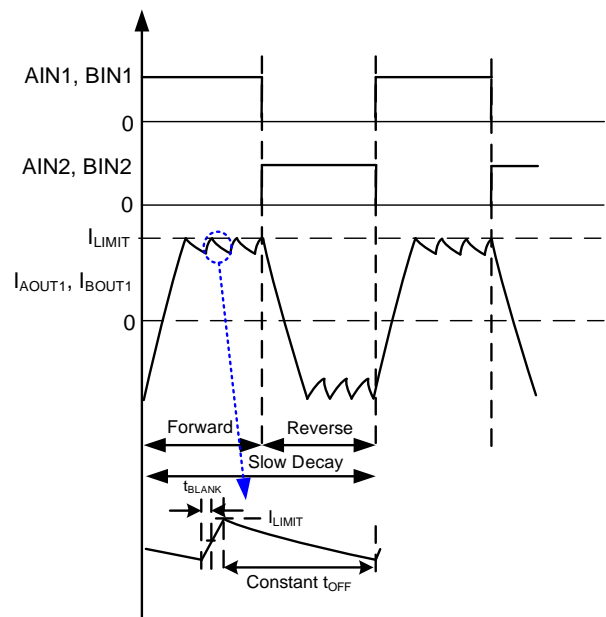 AIN1, BIN1
0
AIN2, BIN2
0
ILIMIT
IAOUT1, IBOUT1
0
Forward
Reverse
Slow Decay
tBLANK
ILIMIT
Constant tOFF